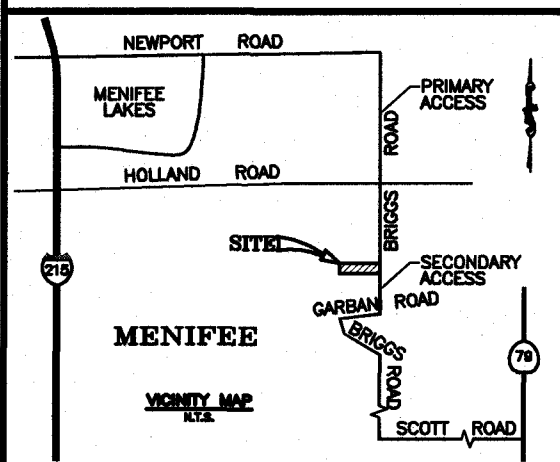 NEWPORT ROAD
MENIFEE
LAKES
PRIMARY
ACCESS
ROAD
HOLLAND ROAD
BRIGGS
SITE
215
SECONDARY
ACCESS
GARBANI ROAD
MENIFEE
BRIGGS
ROAD
79
VICINITY MAP
N.T.S.
SCOTT ROAD